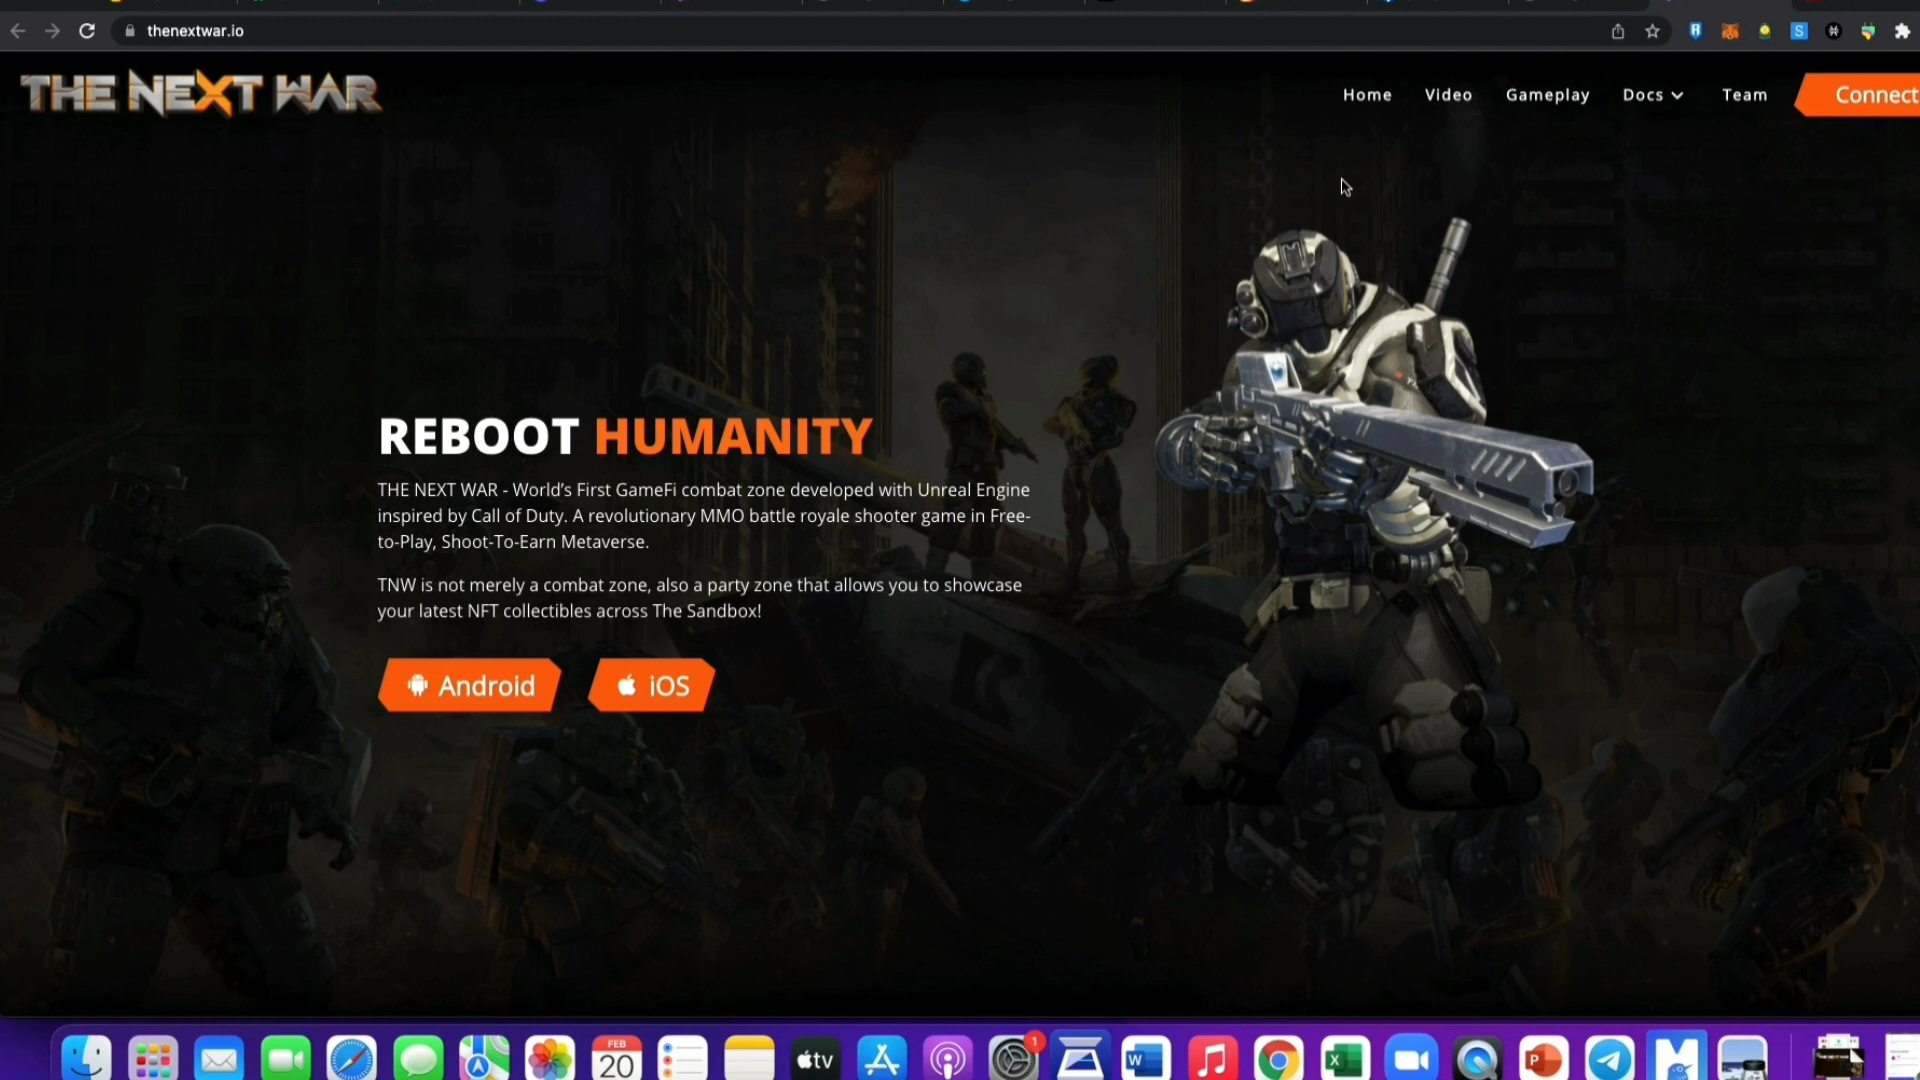 thenextwar.io
THE NEXT WAR
Home
Video
Gameplay
Docs
Team
Connect
REBOOT HUMANITY
THE NEXT WAR - World’s First GameFi combat zone developed with Unreal Engine
inspired by Call of Duty. A revolutionary MMO battle royale shooter game in Free-
to-Play, Shoot-To-Earn Metaverse.
TNW is not merely a combat zone, also a party zone that allows you to showcase
your latest NFT collectibles across The Sandbox!
Android
iOS
FEB
20
tv
1
W
X
P
S